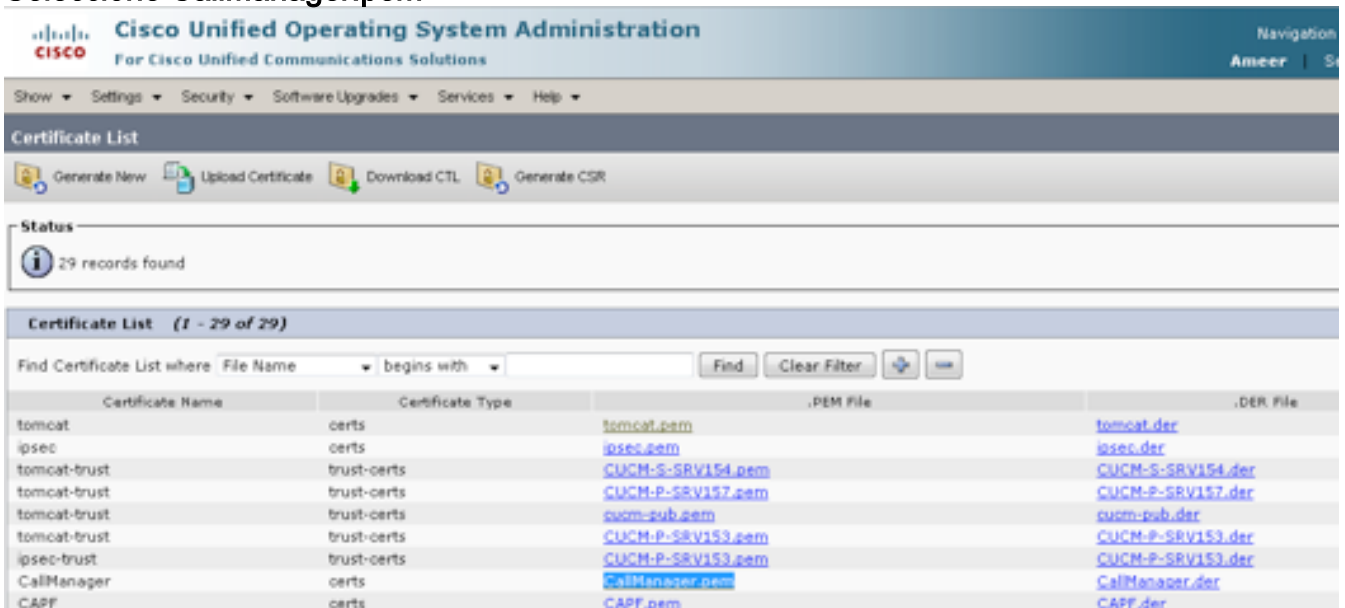 Cisco Unified Operating System Administration
CISCO
For Cisco Unified Communications Solutions
Navigation
Ameer |
Show Settings Security Software Upgrades Services Help
Certificate List
Generate New Upload Certificate Download CTL Generate CSR
Status
29 records found
Certificate List (1 - 29 of 29)
Find Certificate List where File Name begins with Find Clear Filter
Certificate Name Certificate Type .PEM File .DER File
tomcat certs tomcat.pem tomcat.der
ipsec certs ipsec.pem ipsec.der
tomcat-trust trust-certs CUCM-S-SRV154.pem CUCM-S-SRV154.der
tomcat-trust trust-certs CUCM-P-SRV157.pem CUCM-P-SRV157.der
tomcat-trust trust-certs cucm-pub.pem cucm-pub.der
tomcat-trust trust-certs CUCM-P-SRV153.pem CUCM-P-SRV153.der
ipsec-trust trust-certs CUCM-P-SRV153.pem CUCM-P-SRV153.der
CallManager certs CallManager.pem CallManager.der
CAPF certs CAPF.pem CAPF.der